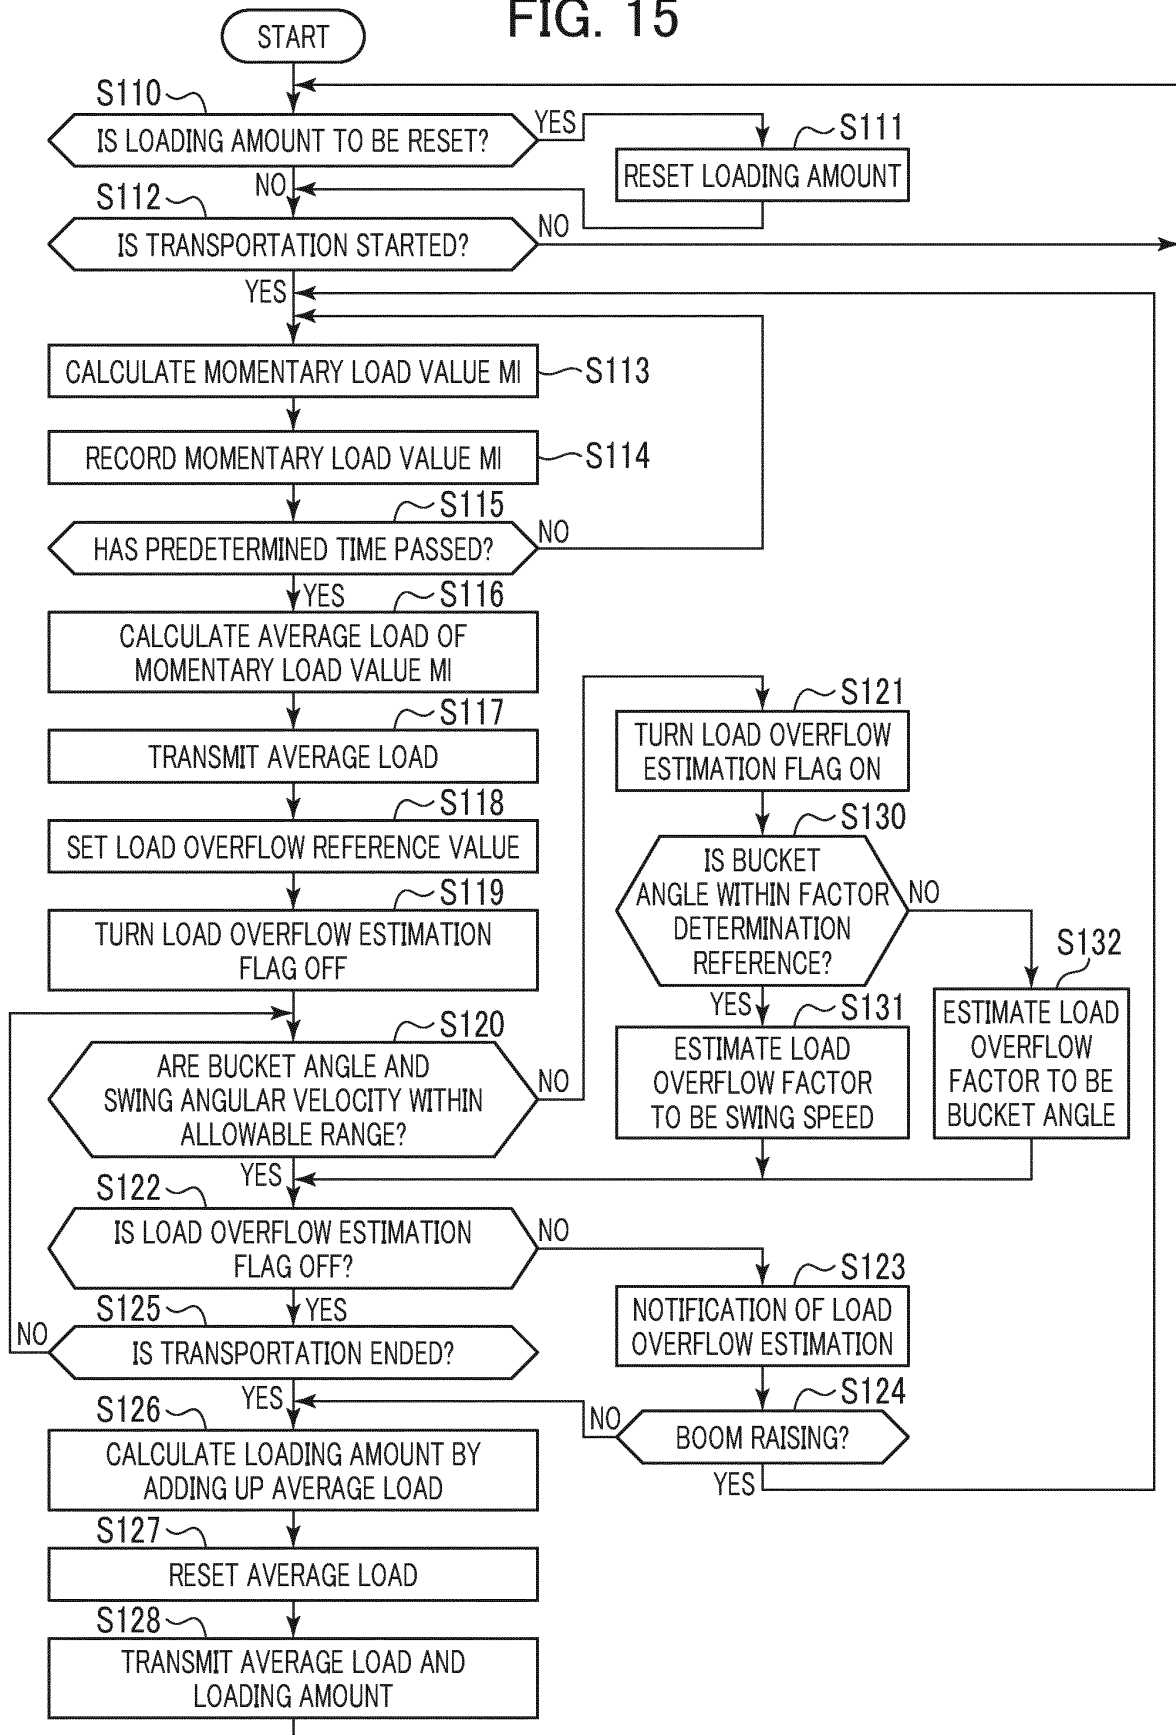 FIG. 15
START
S110
IS LOADING AMOUNT TO BE RESET?
YES
S111
RESET LOADING AMOUNT
NO
S112
IS TRANSPORTATION STARTED?
NO
YES
CALCULATE MOMENTARY LOAD VALUE MI
S113
RECORD MOMENTARY LOAD VALUE MI
S114
S115
HAS PREDETERMINED TIME PASSED?
NO
YES
S116
CALCULATE AVERAGE LOAD OF
MOMENTARY LOAD VALUE MI
S117
TRANSMIT AVERAGE LOAD
S118
SET LOAD OVERFLOW REFERENCE VALUE
S119
TURN LOAD OVERFLOW ESTIMATION
FLAG OFF
S120
ARE BUCKET ANGLE AND
SWING ANGULAR VELOCITY WITHIN
ALLOWABLE RANGE?
NO
YES
S121
TURN LOAD OVERFLOW
ESTIMATION FLAG ON
S130
IS BUCKET
ANGLE WITHIN FACTOR
DETERMINATION
REFERENCE?
NO
YES
S131
ESTIMATE LOAD
OVERFLOW FACTOR
TO BE SWING SPEED
S132
ESTIMATE LOAD
OVERFLOW
FACTOR TO BE
BUCKET ANGLE
S122
IS LOAD OVERFLOW ESTIMATION
FLAG OFF?
NO
YES
S123
NOTIFICATION OF LOAD
OVERFLOW ESTIMATION
S124
BOOM RAISING?
NO
YES
S125
IS TRANSPORTATION ENDED?
NO
YES
S126
CALCULATE LOADING AMOUNT BY
ADDING UP AVERAGE LOAD
S127
RESET AVERAGE LOAD
S128
TRANSMIT AVERAGE LOAD AND
LOADING AMOUNT